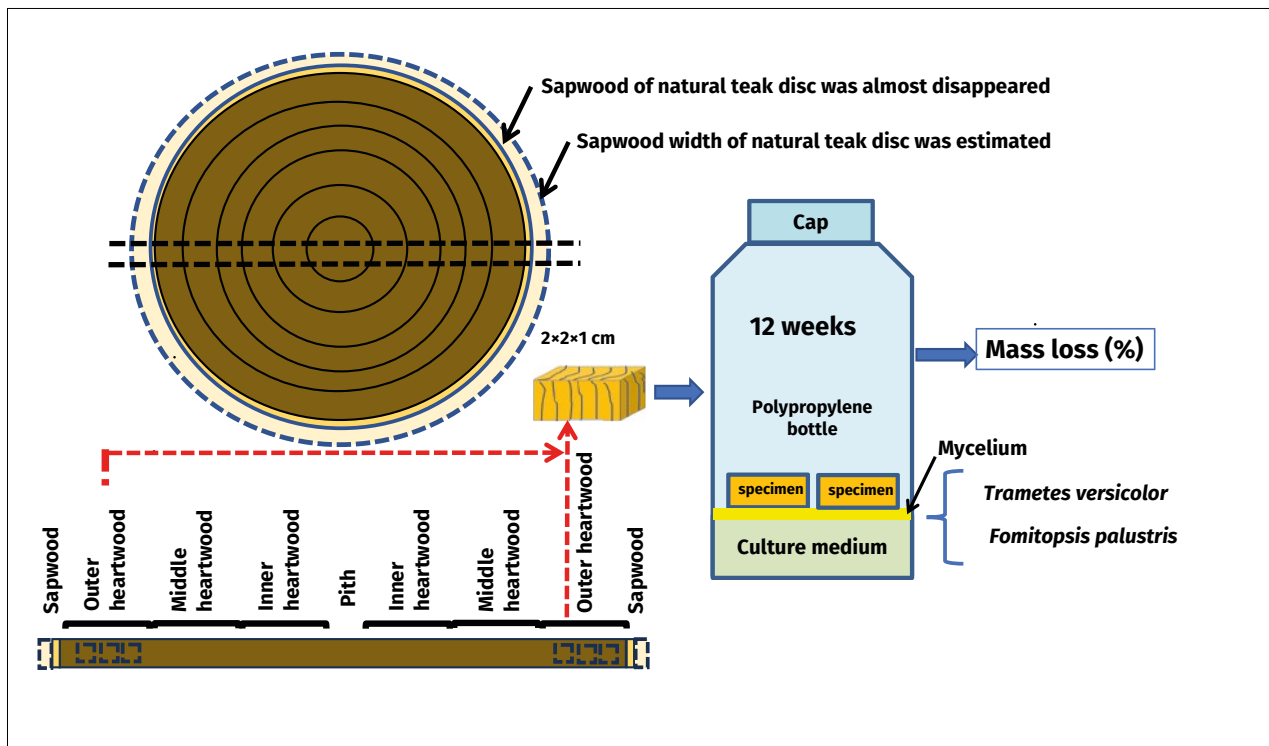 Sapwood of natural teak disc was almost disappeared
Sapwood width of natural teak disc was estimated
2×2×1 cm
Cap
12 weeks
Polypropylene
bottle
specimen
specimen
Culture medium
Mass loss (%)
Mycelium
Trametes versicolor
Fomitopsis palustris
Sapwood
Outer
heartwood
Middle
heartwood
Inner
heartwood
Pith
Inner
heartwood
Middle
heartwood
Outer heartwood
Sapwood